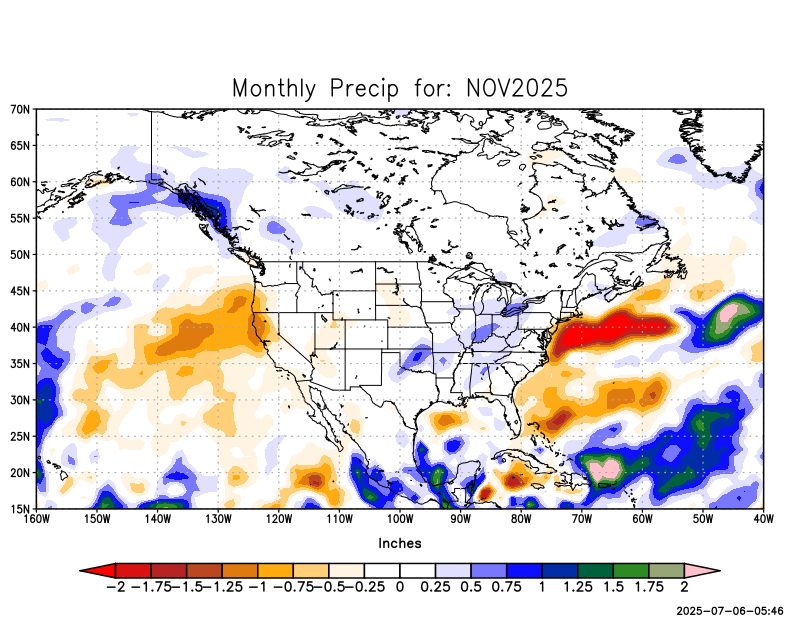 Monthly Precip for: NOV2025
70N
65N
60N
55N
50N
45N
40N
35N
30N
25N
20N
15N
160W 150W 140W 130W 120W 110W 100W 90W 80W 70W 60W 50W 40W
Inches
−2 −1.75 −1.5 −1.25 −1 −0.75 −0.5 −0.25 0 0.25 0.5 0.75 1 1.25 1.5 1.75 2
2025-07-06-05:46